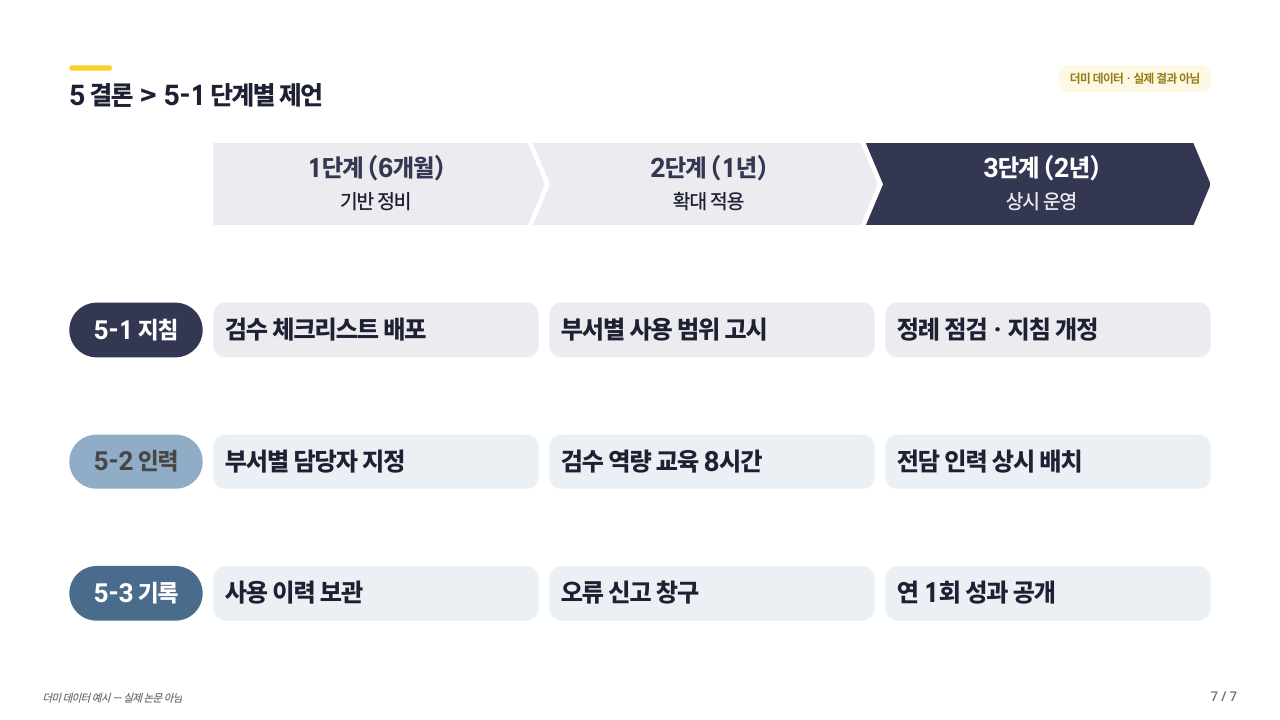 5 결론 > 5-1 단계별 제언
더미 데이터 · 실제 결과 아님
1단계 (6개월)
기반 정비
2단계 (1년)
확대 적용
3단계 (2년)
상시 운영
5-1 지침
검수 체크리스트 배포
부서별 사용 범위 고시
정례 점검 · 지침 개정
5-2 인력
부서별 담당자 지정
검수 역량 교육 8시간
전담 인력 상시 배치
5-3 기록
사용 이력 보관
오류 신고 창구
연 1회 성과 공개
더미 데이터 예시 — 실제 논문 아님
7 / 7